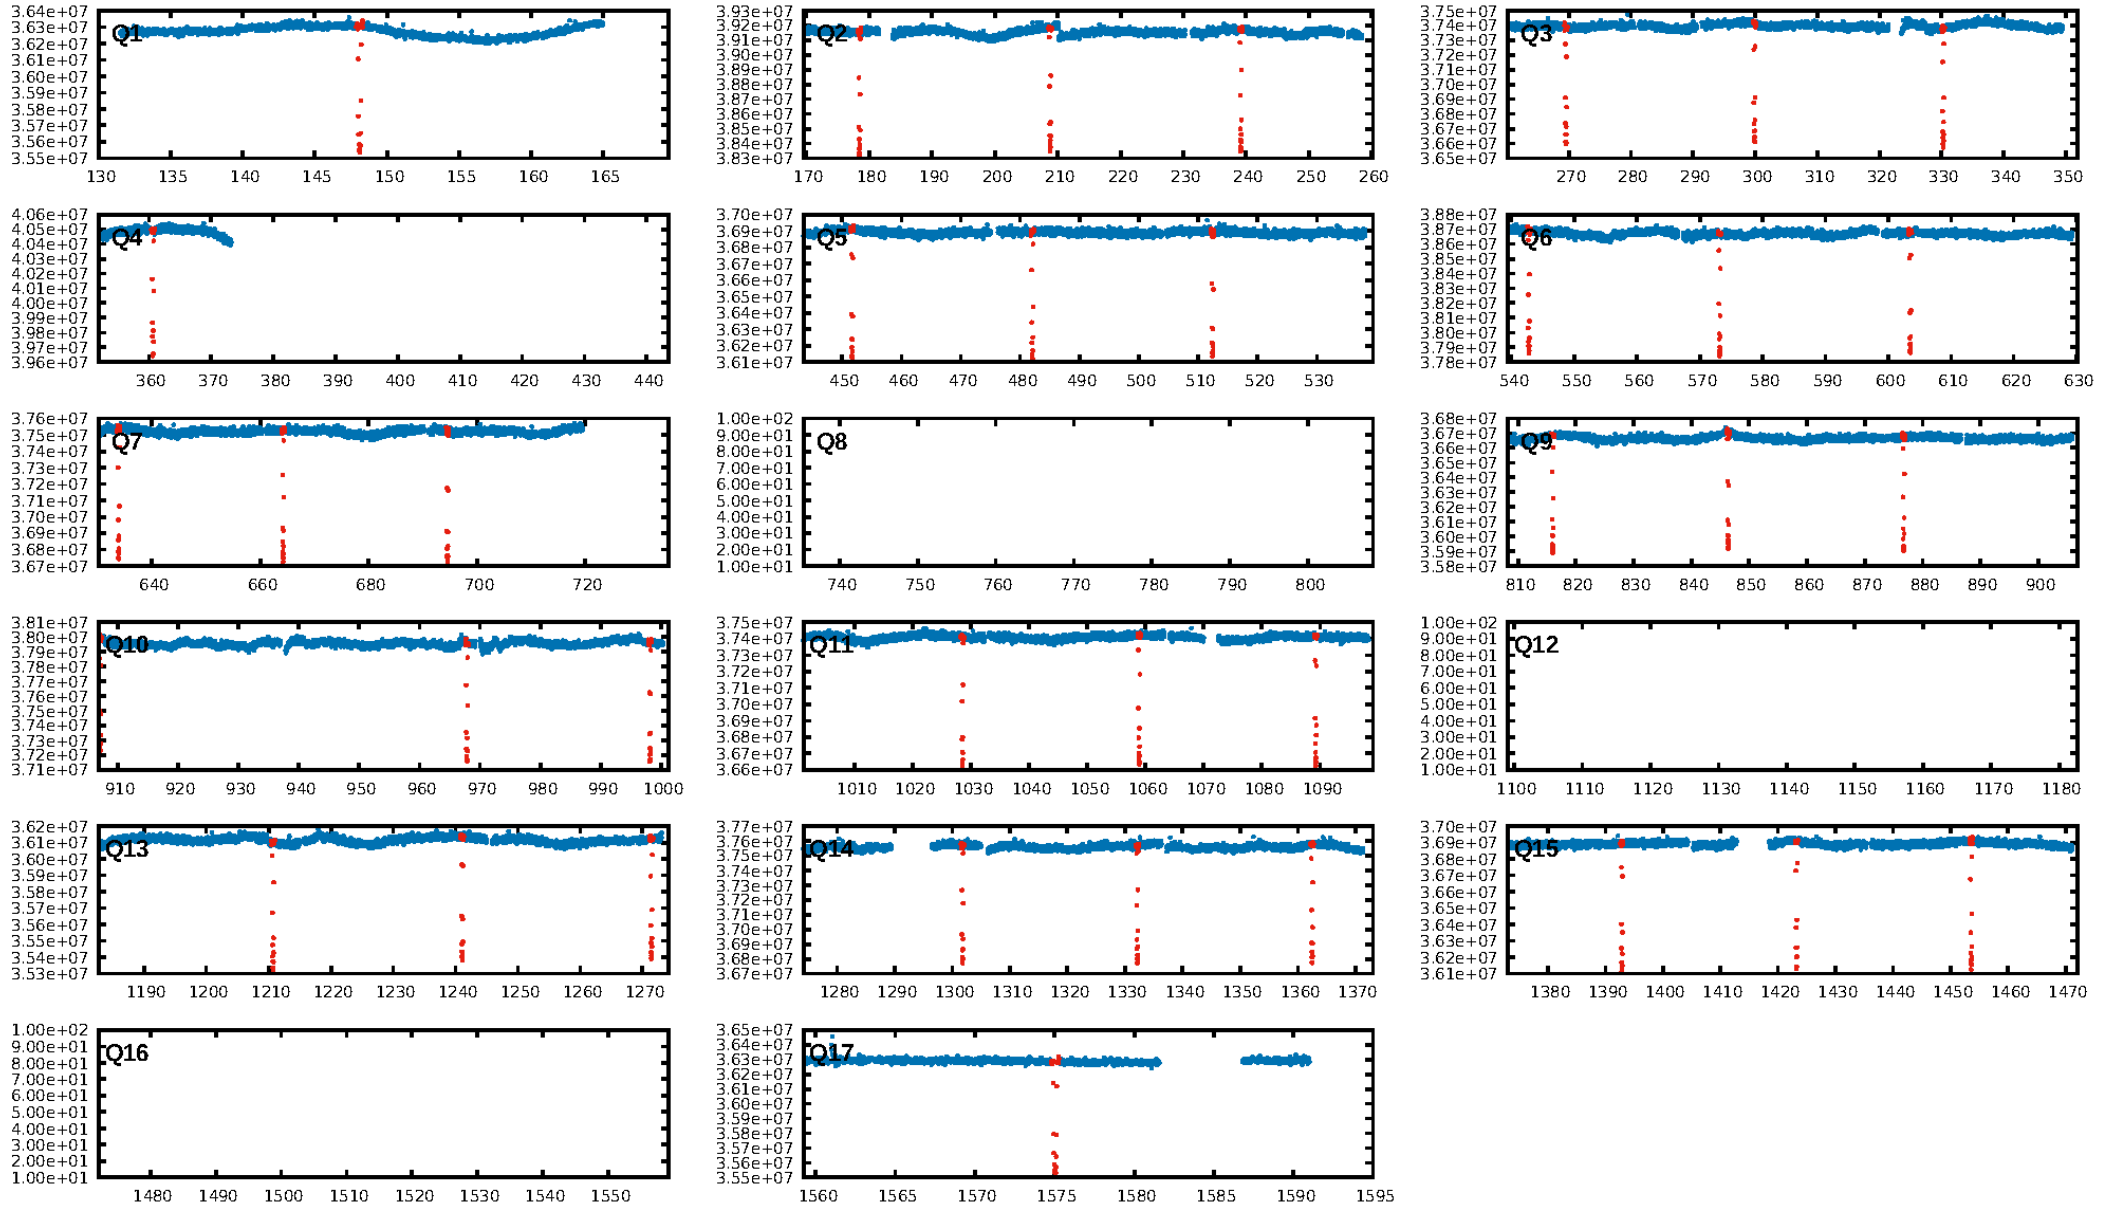 3.64e+07
3.63e+07
3.62e+07
3.61e+07
3.60e+07
3.59e+07
3.58e+07
3.57e+07
3.56e+07
3.55e+07
Q1
130 135 140 145 150 155 160 165
3.93e+07
3.92e+07
3.91e+07
3.90e+07
3.89e+07
3.88e+07
3.87e+07
3.86e+07
3.85e+07
3.84e+07
3.83e+07
Q2
170 180 190 200 210 220 230 240 250 260
3.75e+07
3.74e+07
3.73e+07
3.72e+07
3.71e+07
3.70e+07
3.69e+07
3.68e+07
3.67e+07
3.66e+07
3.65e+07
Q3
270 280 290 300 310 320 330 340 350
4.06e+07
4.05e+07
4.04e+07
4.03e+07
4.02e+07
4.01e+07
4.00e+07
3.99e+07
3.98e+07
3.97e+07
3.96e+07
Q4
360 370 380 390 400 410 420 430 440
3.70e+07
3.69e+07
3.68e+07
3.67e+07
3.66e+07
3.65e+07
3.64e+07
3.63e+07
3.62e+07
3.61e+07
Q5
450 460 470 480 490 500 510 520 530
3.88e+07
3.87e+07
3.86e+07
3.85e+07
3.84e+07
3.83e+07
3.82e+07
3.81e+07
3.80e+07
3.79e+07
3.78e+07
Q6
540 550 560 570 580 590 600 610 620 630
3.76e+07
3.75e+07
3.74e+07
3.73e+07
3.72e+07
3.71e+07
3.70e+07
3.69e+07
3.68e+07
3.67e+07
Q7
640 660 680 700 720
1.00e+02
9.00e+01
8.00e+01
7.00e+01
6.00e+01
5.00e+01
4.00e+01
3.00e+01
2.00e+01
1.00e+01
Q8
740 750 760 770 780 790 800
3.68e+07
3.67e+07
3.66e+07
3.65e+07
3.64e+07
3.63e+07
3.62e+07
3.61e+07
3.60e+07
3.59e+07
3.58e+07
Q9
810 820 830 840 850 860 870 880 890 900
3.81e+07
3.80e+07
3.79e+07
3.78e+07
3.77e+07
3.76e+07
3.75e+07
3.74e+07
3.73e+07
3.72e+07
3.71e+07
Q10
910 920 930 940 950 960 970 980 990 1000
3.75e+07
3.74e+07
3.73e+07
3.72e+07
3.71e+07
3.70e+07
3.69e+07
3.68e+07
3.67e+07
3.66e+07
Q11
1010 1020 1030 1040 1050 1060 1070 1080 1090
1.00e+02
9.00e+01
8.00e+01
7.00e+01
6.00e+01
5.00e+01
4.00e+01
3.00e+01
2.00e+01
1.00e+01
Q12
1100 1110 1120 1130 1140 1150 1160 1170 1180
3.62e+07
3.61e+07
3.60e+07
3.59e+07
3.58e+07
3.57e+07
3.56e+07
3.55e+07
3.54e+07
3.53e+07
Q13
1190 1200 1210 1220 1230 1240 1250 1260 1270
3.77e+07
3.76e+07
3.75e+07
3.74e+07
3.73e+07
3.72e+07
3.71e+07
3.70e+07
3.69e+07
3.68e+07
3.67e+07
Q14
1280 1290 1300 1310 1320 1330 1340 1350 1360 1370
3.70e+07
3.69e+07
3.68e+07
3.67e+07
3.66e+07
3.65e+07
3.64e+07
3.63e+07
3.62e+07
3.61e+07
Q15
1380 1390 1400 1410 1420 1430 1440 1450 1460 1470
1.00e+02
9.00e+01
8.00e+01
7.00e+01
6.00e+01
5.00e+01
4.00e+01
3.00e+01
2.00e+01
1.00e+01
Q16
1480 1490 1500 1510 1520 1530 1540 1550
3.65e+07
3.64e+07
3.63e+07
3.62e+07
3.61e+07
3.60e+07
3.59e+07
3.58e+07
3.57e+07
3.56e+07
3.55e+07
Q17
1560 1565 1570 1575 1580 1585 1590 1595